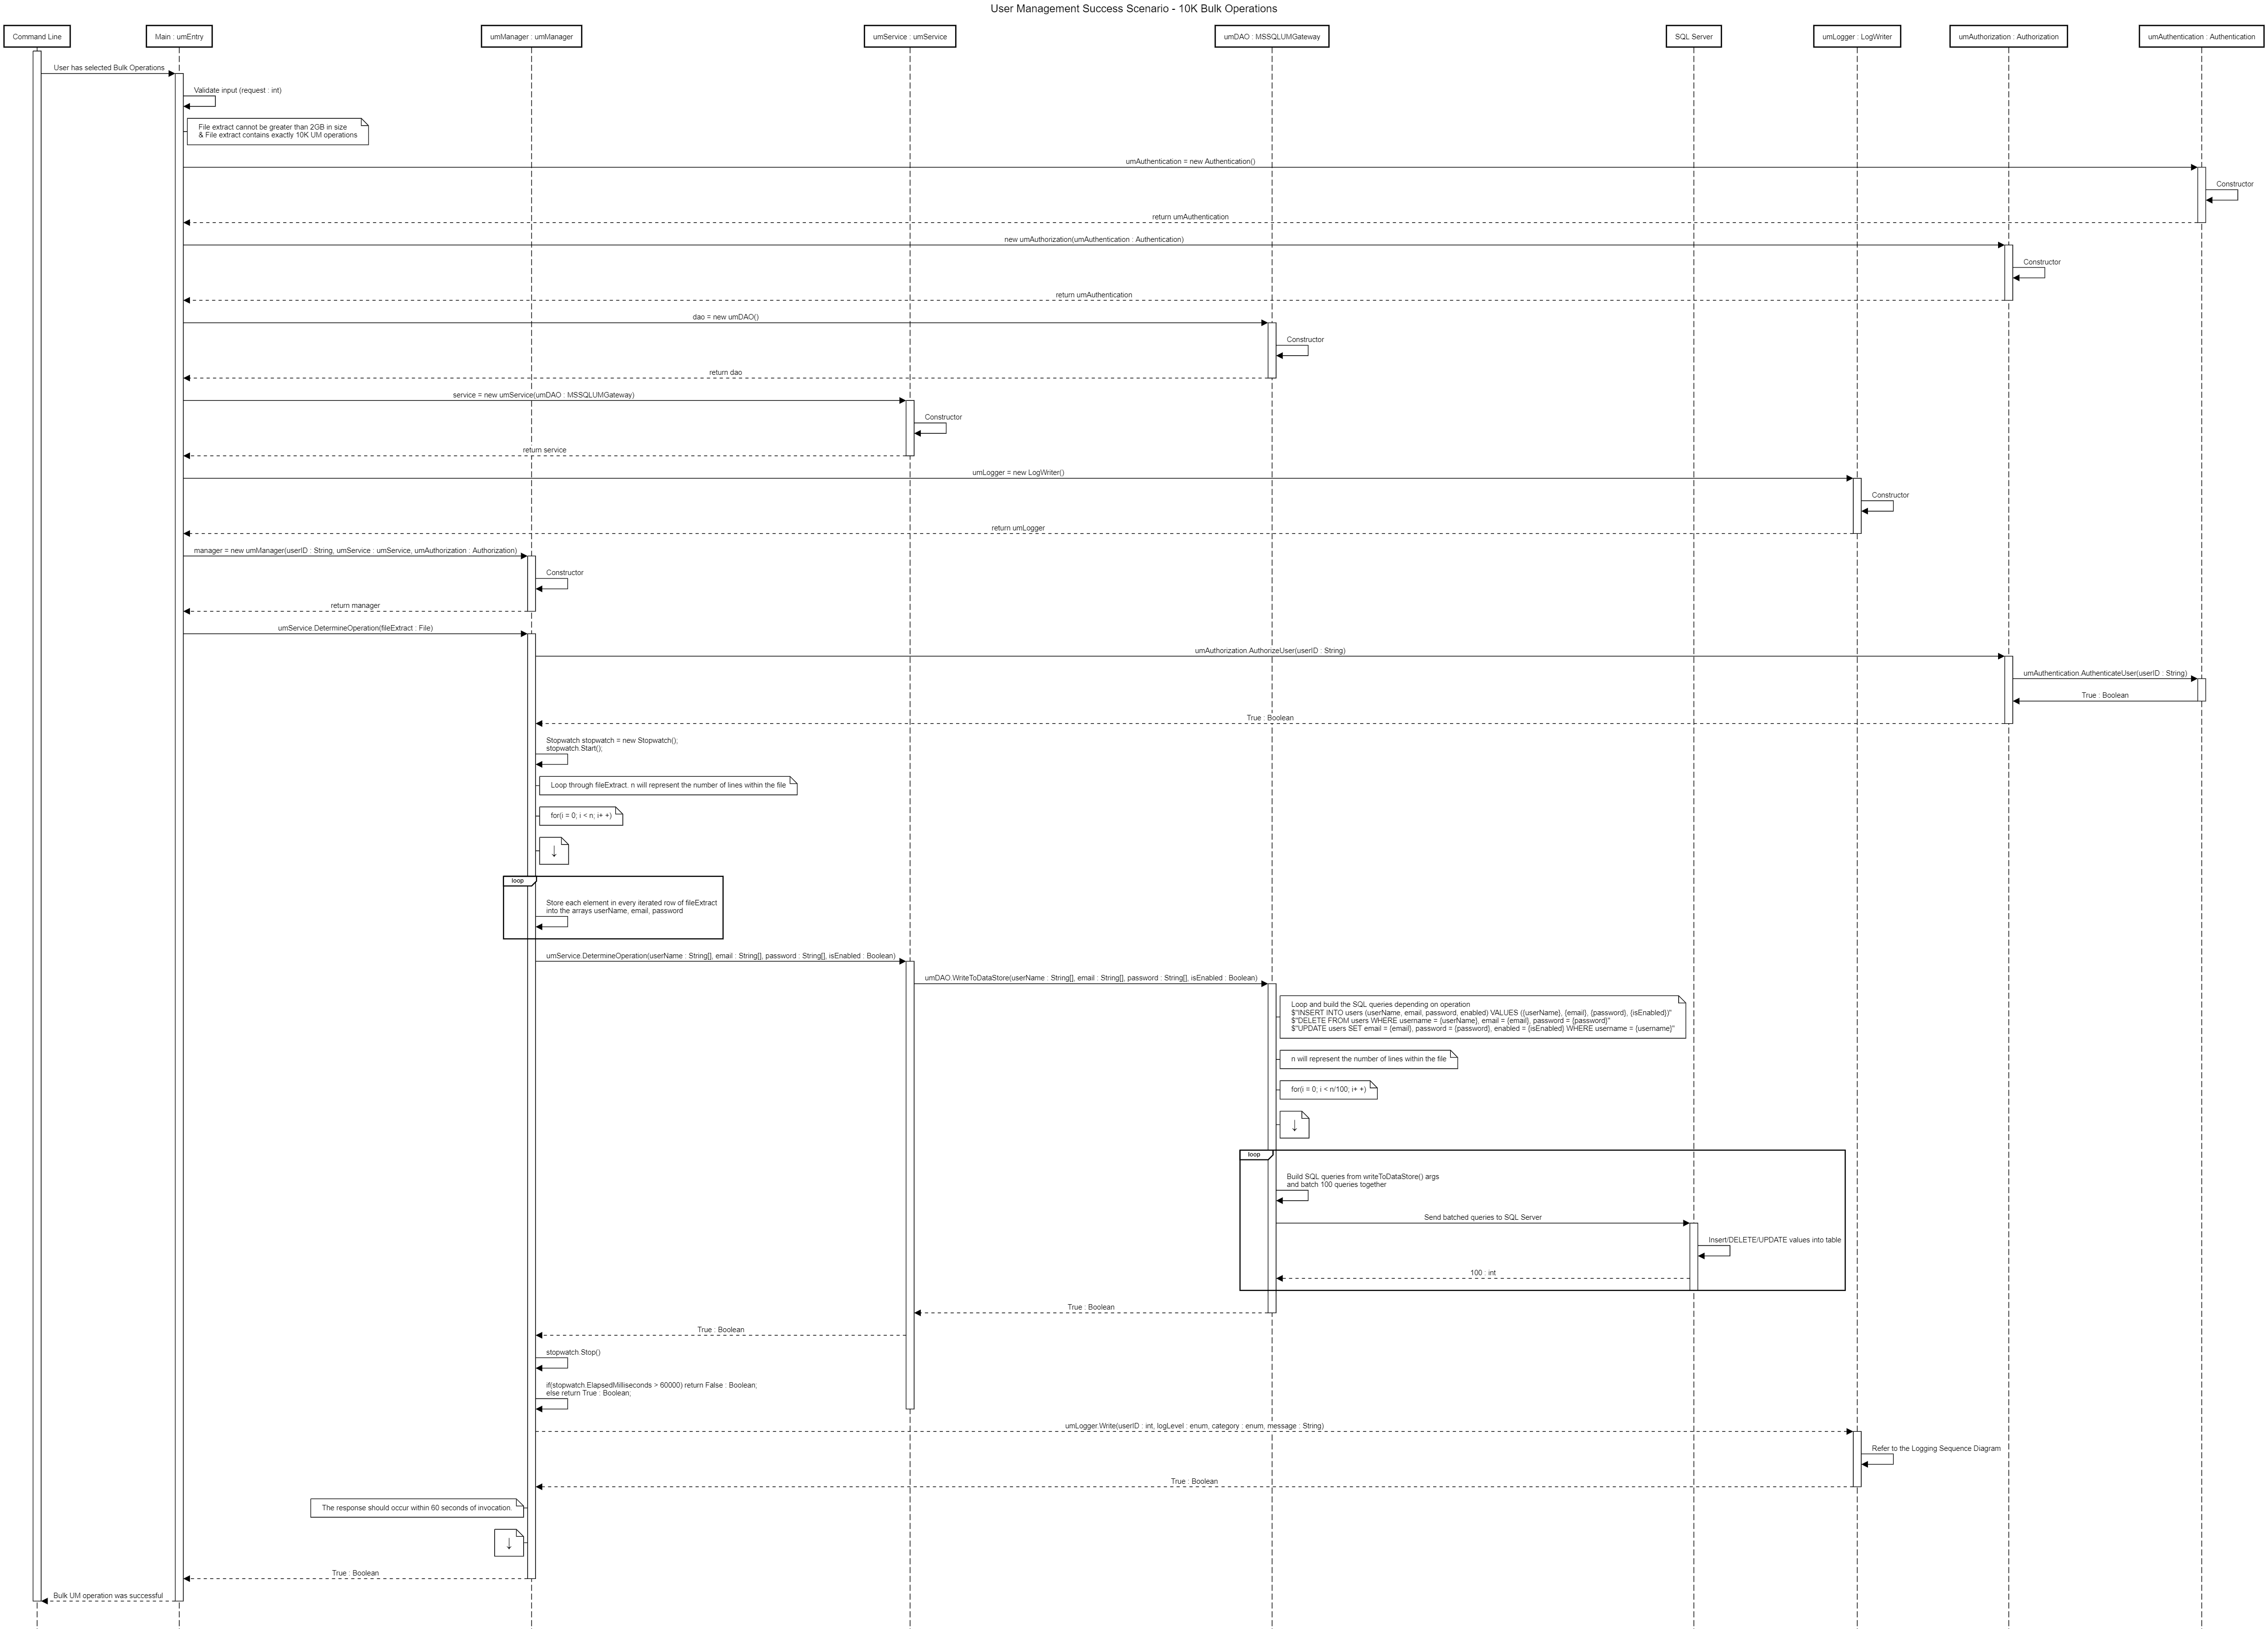 User Management Success Scenario - 10K Bulk Operations
Command Line
Main : umEntry
umManager : umManager
umService : umService
umDAO : MSSQLUMGateway
SQL Server
umLogger : LogWriter
umAuthorization : Authorization
umAuthentication : Authentication
User has selected Bulk Operations
Validate input (request : int)
File extract cannot be greater than 2GB in size
& File extract contains exactly 10K UM operations
umAuthentication = new Authentication()
Constructor
return umAuthentication
new umAuthorization(umAuthentication : Authentication)
Constructor
return umAuthentication
dao = new umDAO()
Constructor
return dao
service = new umService(umDAO : MSSQLUMGateway)
Constructor
return service
umLogger = new LogWriter()
Constructor
return umLogger
manager = new umManager(userID : String, umService : umService, umAuthorization : Authorization)
Constructor
return manager
umService.DetermineOperation(fileExtract : File)
umAuthorization.AuthorizeUser(userID : String)
umAuthentication.AuthenticateUser(userID : String)
True : Boolean
True : Boolean
Stopwatch stopwatch = new Stopwatch();
stopwatch.Start();
Loop through fileExtract. n will represent the number of lines within the file
for(i = 0; i < n; i+ +)
↓
loop
Store each element in every iterated row of fileExtract
into the arrays userName, email, password
umService.DetermineOperation(userName : String[], email : String[], password : String[], isEnabled : Boolean)
umDAO.WriteToDataStore(userName : String[], email : String[], password : String[], isEnabled : Boolean)
Loop and build the SQL queries depending on operation
$"INSERT INTO users (userName, email, password, enabled) VALUES ({userName}, {email}, {password}, {isEnabled})"
$"DELETE FROM users WHERE username = {userName}, email = {email}, password = {password}"
$"UPDATE users SET email = {email}, password = {password}, enabled = {isEnabled} WHERE username = {username}"
n will represent the number of lines within the file
for(i = 0; i < n/100; i+ +)
↓
loop
Build SQL queries from writeToDataStore() args
and batch 100 queries together
Send batched queries to SQL Server
Insert/DELETE/UPDATE values into table
100 : int
True : Boolean
True : Boolean
stopwatch.Stop()
if(stopwatch.ElapsedMilliseconds > 60000) return False : Boolean;
else return True : Boolean;
umLogger.Write(userID : int, logLevel : enum, category : enum, message : String)
Refer to the Logging Sequence Diagram
True : Boolean
The response should occur within 60 seconds of invocation.
↓
True : Boolean
Bulk UM operation was successful